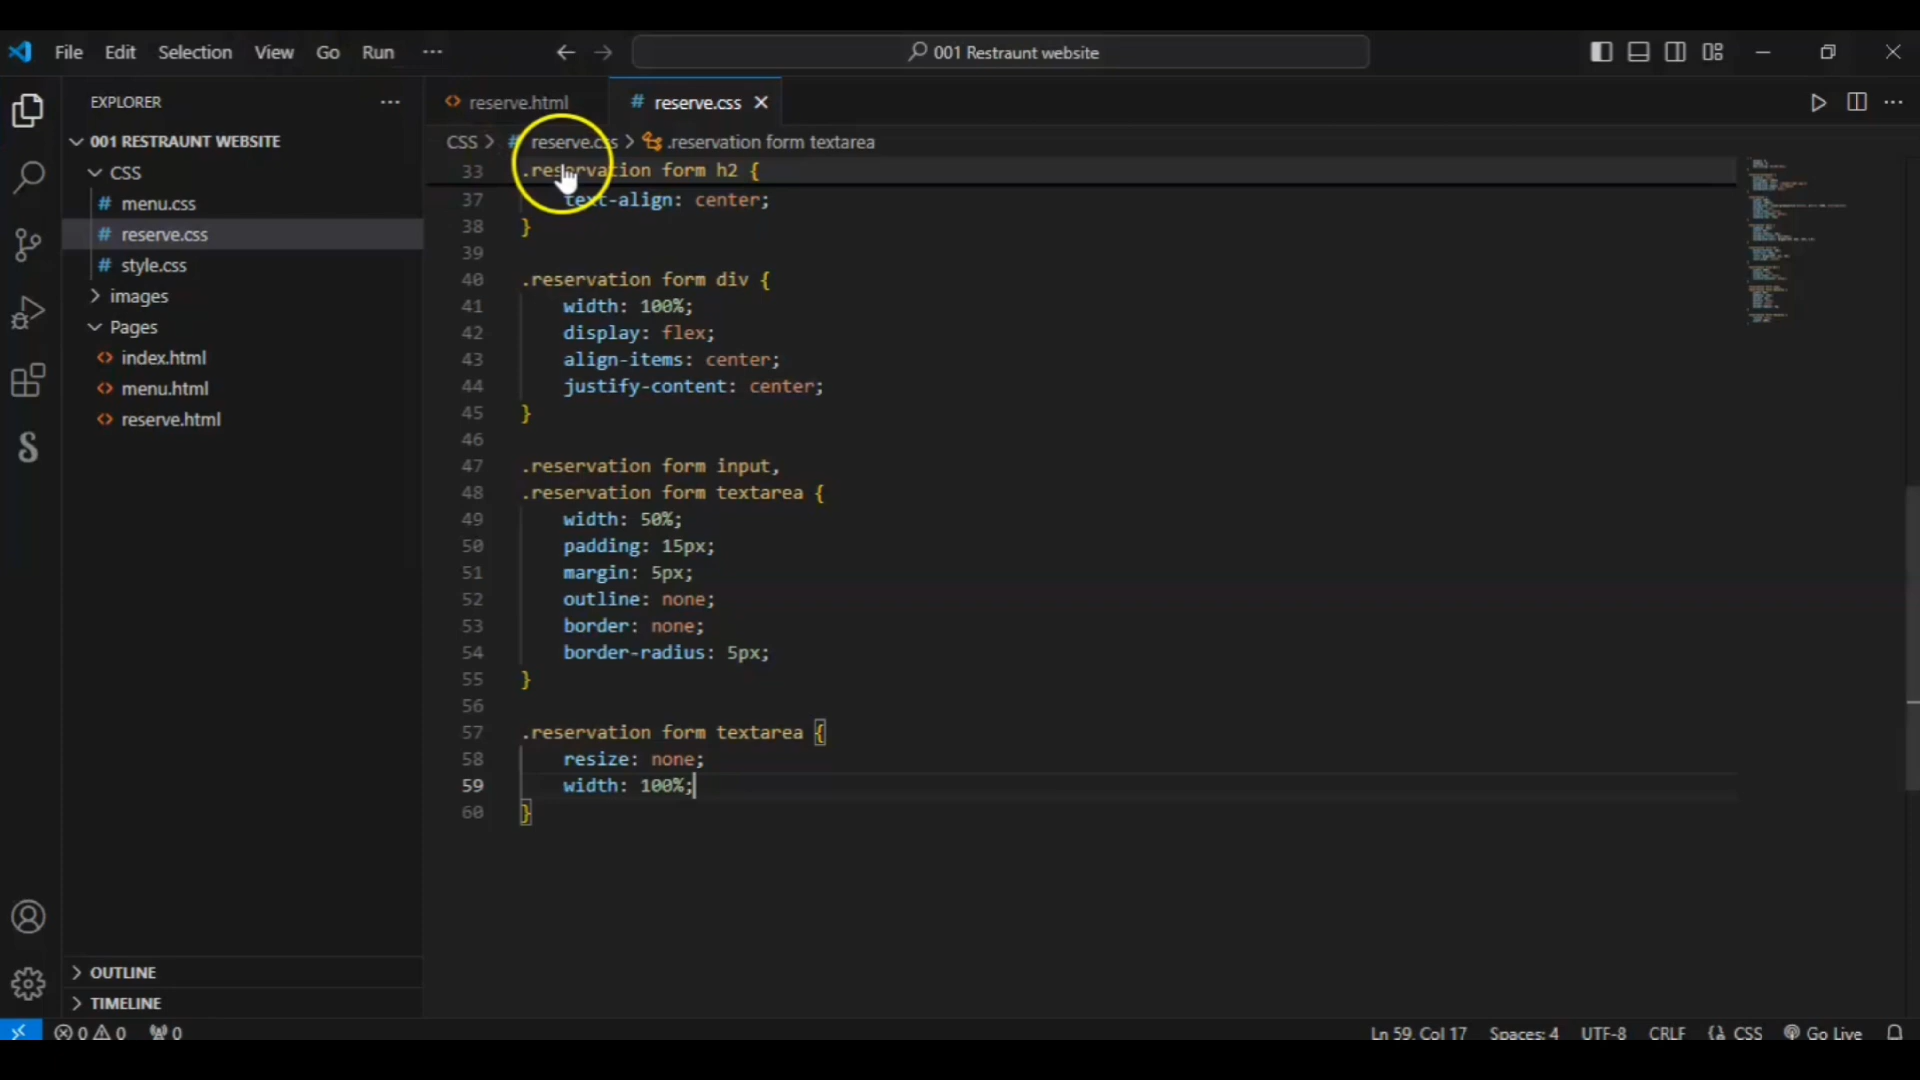 File Edit Selection View Go Run ···
001 Restraunt website
EXPLORER ···
001 RESTRAUNT WEBSITE
CSS
# menu.css
# reserve.css
# style.css
images
Pages
<> index.html
<> menu.html
<> reserve.html
OUTLINE
TIMELINE
<> reserve.html
# reserve.css
CSS > # reserve.css > .reservation form textarea
33 .reservation form h2 {
37 text-align: center;
38 }
39
40 .reservation form div {
41 width: 100%;
42 display: flex;
43 align-items: center;
44 justify-content: center;
45 }
46
47 .reservation form input,
48 .reservation form textarea {
49 width: 50%;
50 padding: 15px;
51 margin: 5px;
52 outline: none;
53 border: none;
54 border-radius: 5px;
55 }
56
57 .reservation form textarea {
58 resize: none;
59 width: 100%;
60 }
0 0 0
Ln 59, Col 17 Spaces: 4 UTF-8 CRLF {} CSS Go Live